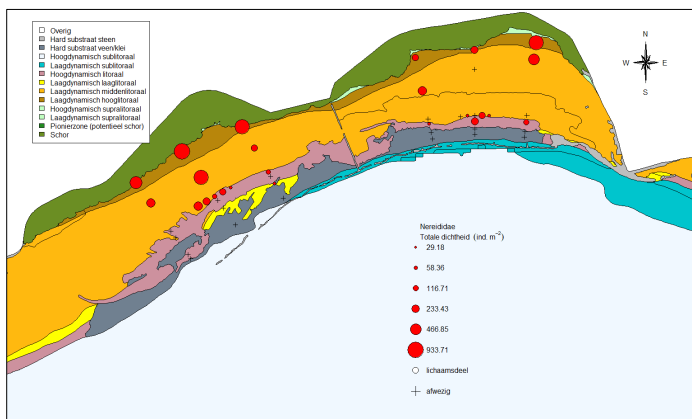 Overig
Hard substraat steen
Hard substraat veen/klei
Hoogdynamisch sublitoraal
Laagdynamisch sublitoraal
Hoogdynamisch litoraal
Laagdynamisch laaglitoraal
Laagdynamisch middenlitoraal
Laagdynamisch hooglitoraal
Hoogdynamisch supralitoraal
Laagdynamisch supralitoraal
Pionierzone (potentieel schor)
Schor
N
W E
S
Nereididae
Totale dichtheid (ind. m⁻²)
29.18
58.36
116.71
233.43
466.85
933.71
lichaamsdeel
afwezig